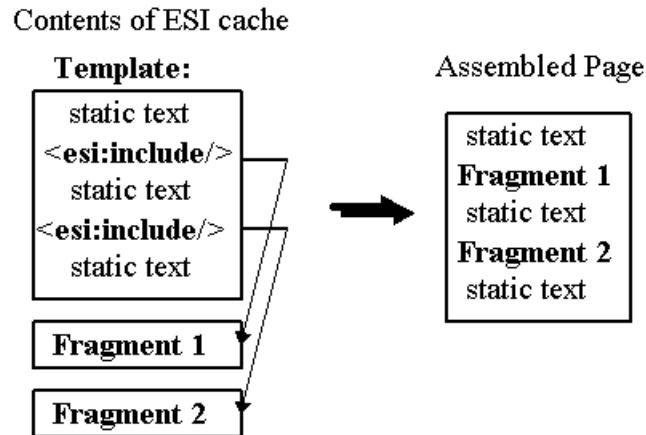 Contents of ESI cache
Template:
static text
<esi:include/>
static text
<esi:include/>
static text
Fragment 1
Fragment 2
Assembled Page
static text
Fragment 1
static text
Fragment 2
static text